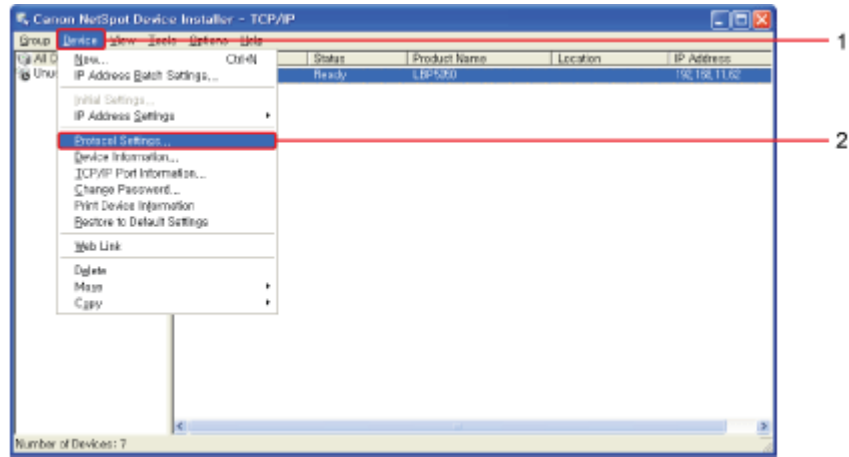 Canon NetSpot Device Installer - TCP/IP
Group Device View Tools Options Help
1
All D
Unu
Status Product Name Location IP Address
Ready LBP5050 192.168.11.62
New... Ctrl+N
IP Address Batch Settings...
Initial Settings...
IP Address Settings
Protocol Settings...
2
Device Information...
TCP/IP Port Information...
Change Password...
Print Device Information
Restore to Default Settings
Web Link
Delete
Move
Copy
Number of Devices: 7